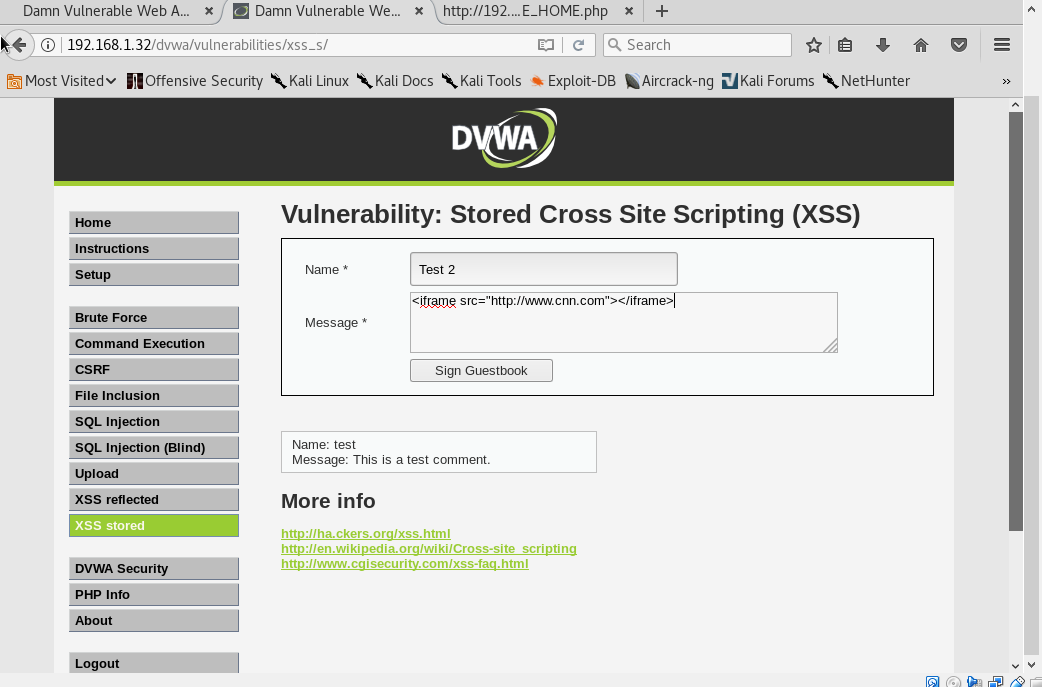 Damn Vulnerable Web A... × Damn Vulnerable We... × http://192....E_HOME.php × +
192.168.1.32/dvwa/vulnerabilities/xss_s/ Search
Most Visited Offensive Security Kali Linux Kali Docs Kali Tools Exploit-DB Aircrack-ng Kali Forums NetHunter »
DVWA
Home
Instructions
Setup
Brute Force
Command Execution
CSRF
File Inclusion
SQL Injection
SQL Injection (Blind)
Upload
XSS reflected
XSS stored
DVWA Security
PHP Info
About
Logout
Vulnerability: Stored Cross Site Scripting (XSS)
Name * Test 2
Message * <iframe src="http://www.cnn.com"></iframe>
Sign Guestbook
Name: test
Message: This is a test comment.
More info
http://ha.ckers.org/xss.html
http://en.wikipedia.org/wiki/Cross-site_scripting
http://www.cgisecurity.com/xss-faq.html